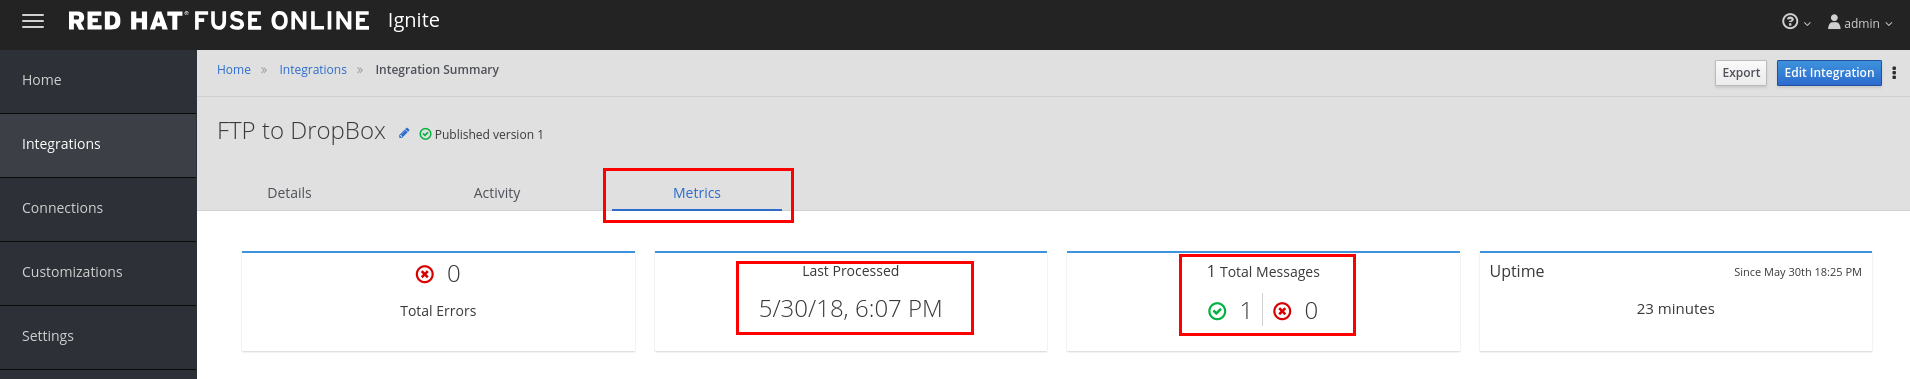 RED HAT® FUSE ONLINE Ignite
admin
Home
Integrations
Connections
Customizations
Settings
Home » Integrations » Integration Summary
Export
Edit Integration
FTP to DropBox
Published version 1
Details
Activity
Metrics
0
Total Errors
Last Processed
5/30/18, 6:07 PM
1 Total Messages
1 0
Uptime
Since May 30th 18:25 PM
23 minutes